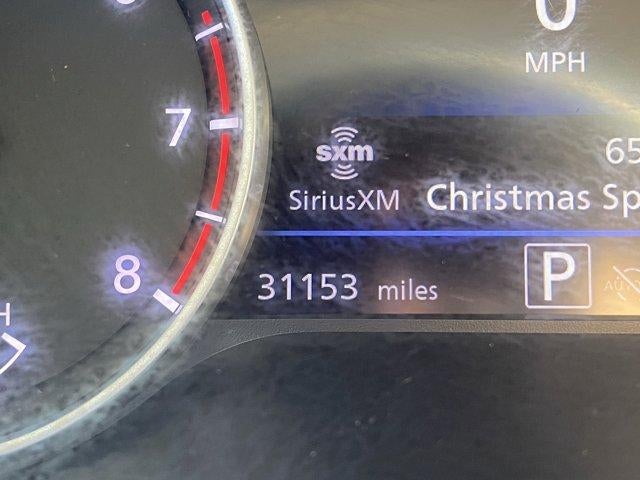 0
MPH
7
sxm
SiriusXM
65
Christmas Sp
8
31153 miles
P
H